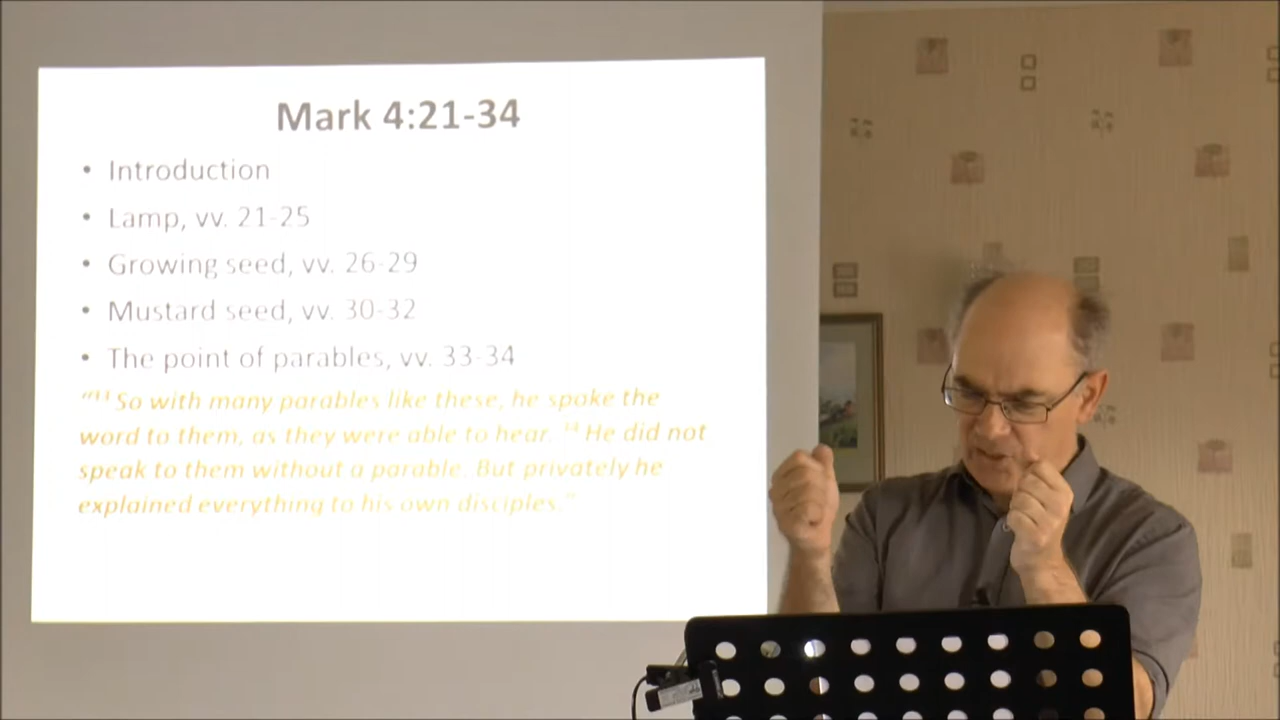 Mark 4:21-34
• Introduction
• Lamp, vv. 21-25
• Growing seed, vv. 26-29
• Mustard seed, vv. 30-32
• The point of parables, vv. 33-34
"³³ So with many parables like these, he spoke the
word to them, as they were able to hear. ³⁴ He did not
speak to them without a parable. But privately he
explained everything to his own disciples."